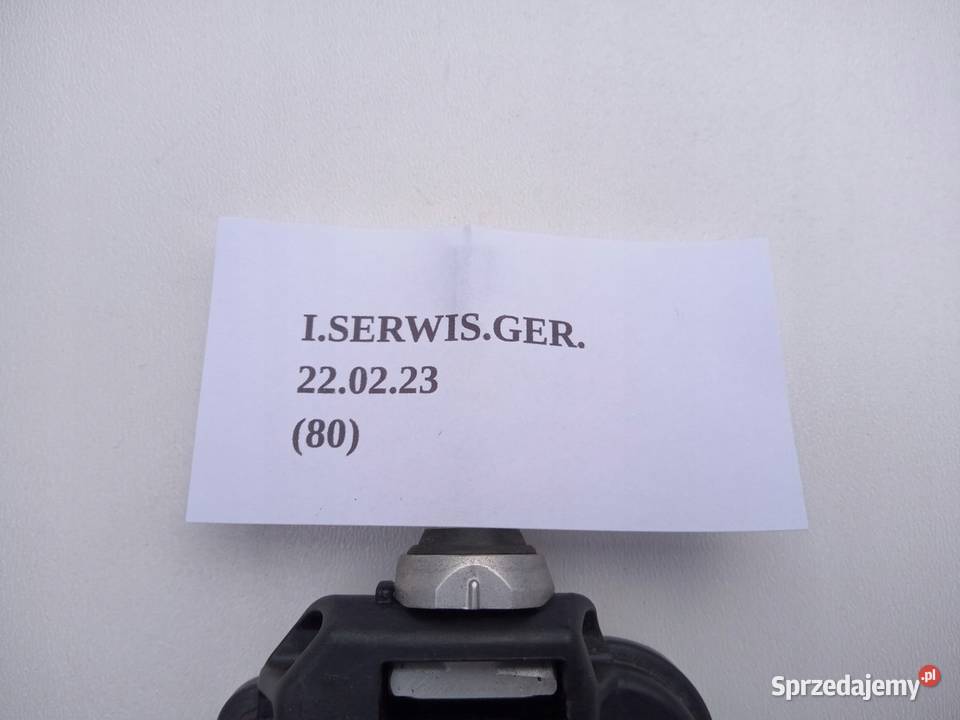 I.SERWIS.GER.
22.02.23
(80)
Sprzedajemy.pl